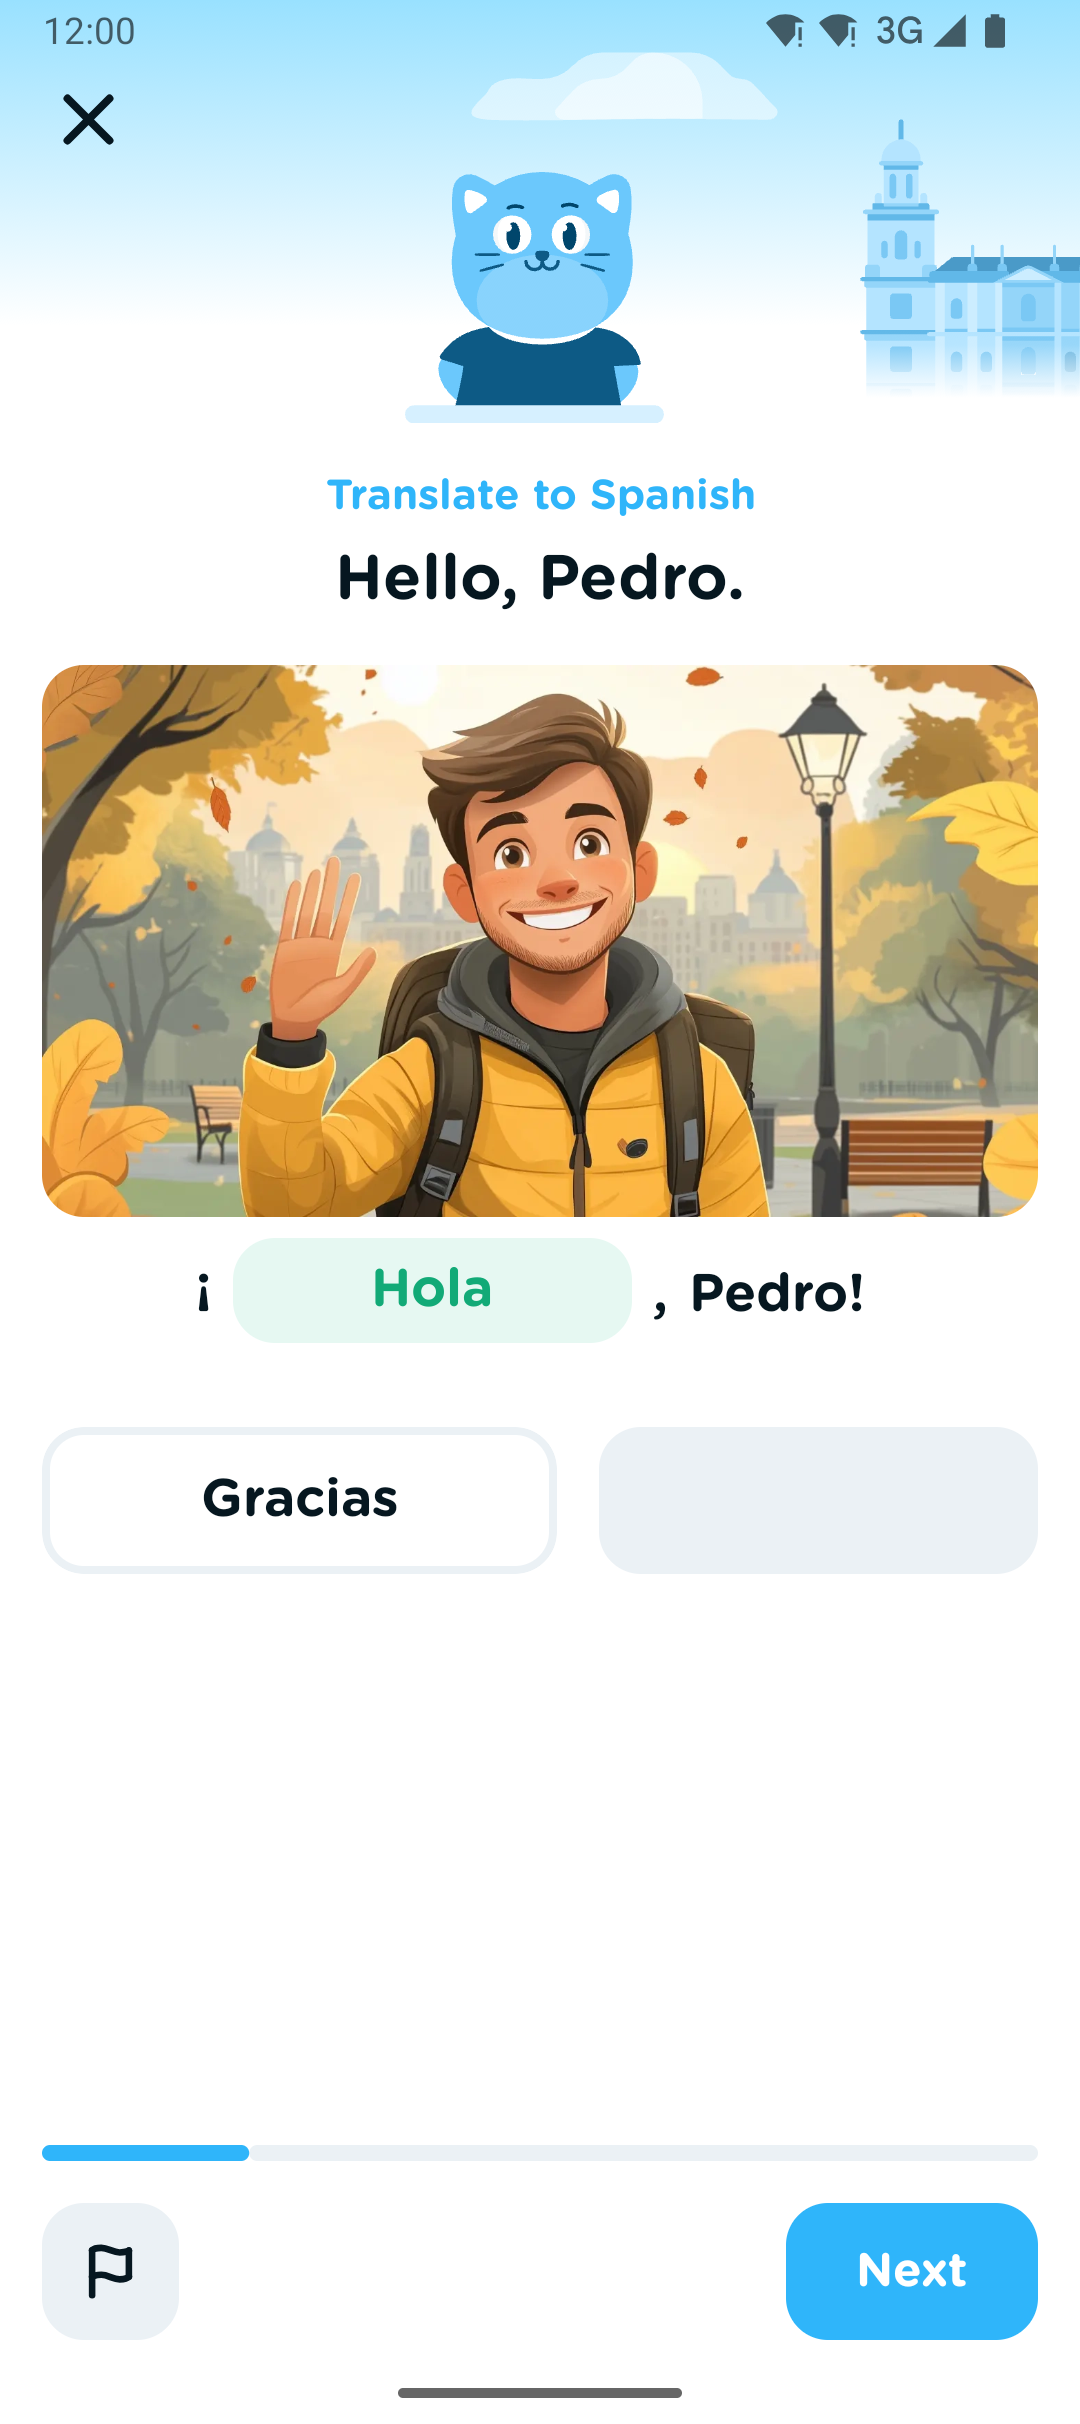 12:00
3G
Translate to Spanish
Hello, Pedro.
¡ Hola , Pedro!
Gracias
Next